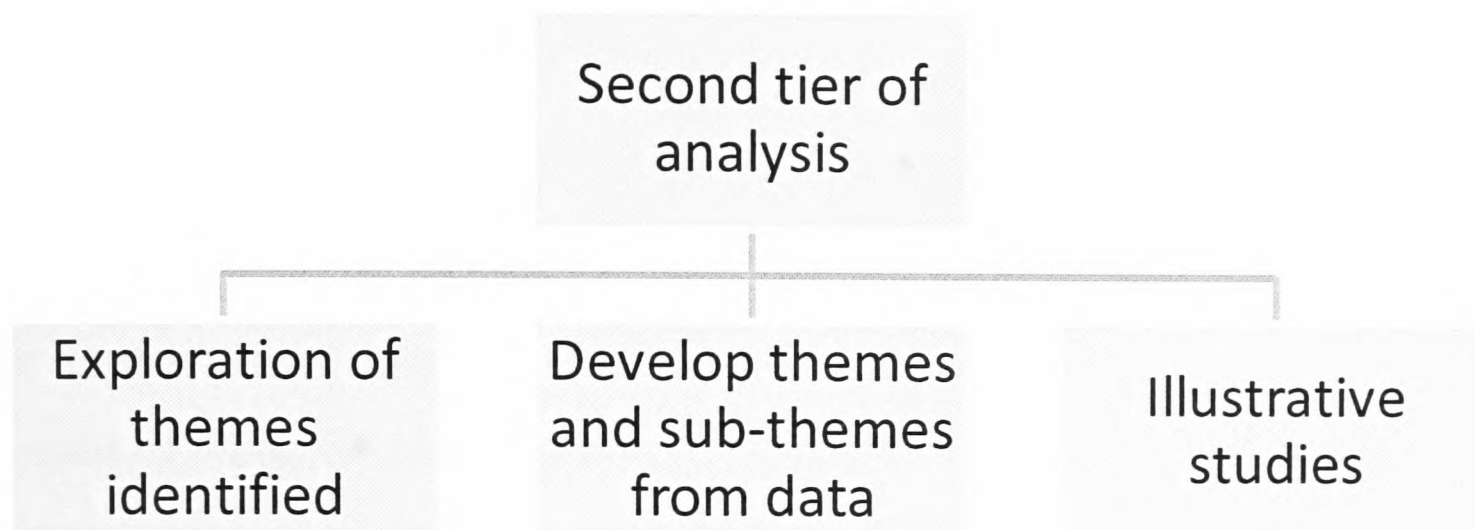 Second tier of
analysis
Exploration of
themes
identified
Develop themes
and sub-themes
from data
Illustrative
studies